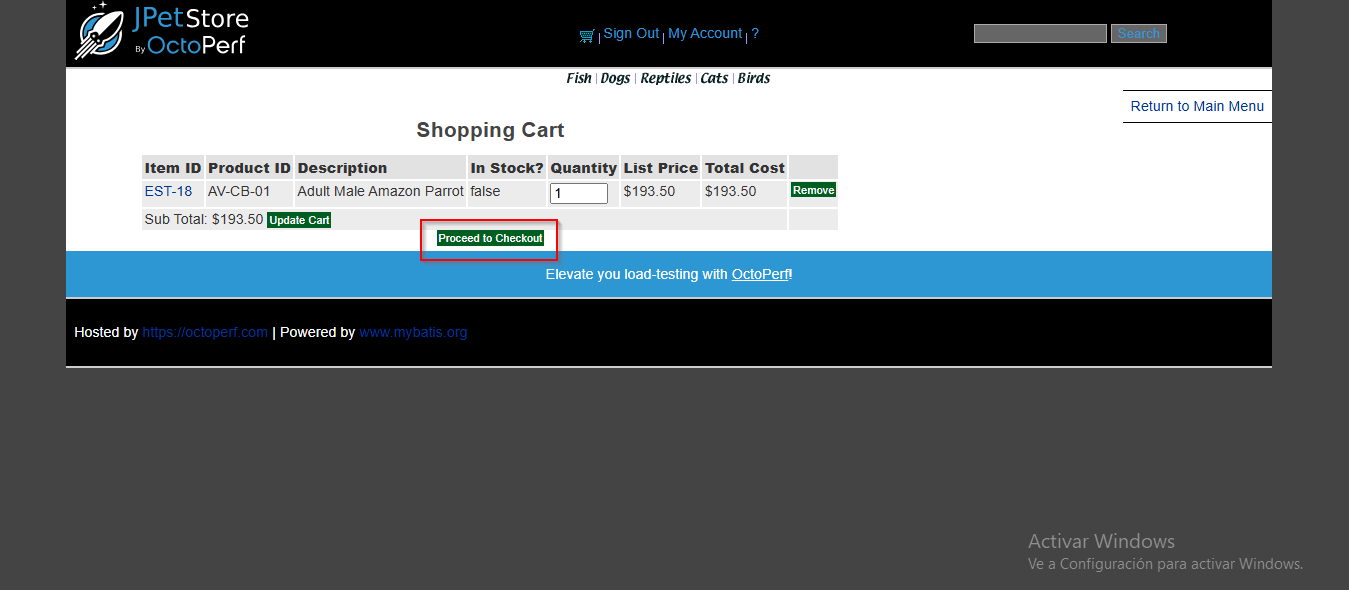 JPetStore
By OctoPerf
Sign Out | My Account | ?
Search
Fish | Dogs | Reptiles | Cats | Birds
Return to Main Menu
Shopping Cart
Item ID Product ID Description In Stock? Quantity List Price Total Cost
EST-18 AV-CB-01 Adult Male Amazon Parrot false 1 $193.50 $193.50 Remove
Sub Total: $193.50 Update Cart
Proceed to Checkout
Elevate you load-testing with OctoPerf!
Hosted by https://octoperf.com | Powered by www.mybatis.org
Activar Windows
Ve a Configuración para activar Windows.